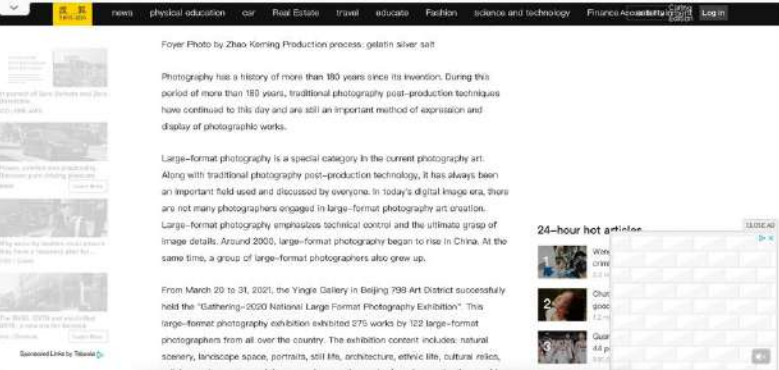 news physical education car Real Estate travel educate Fashion science and technology Finance
Log in
Foyer Photo by Zhao Keming Production process: gelatin silver salt
Photography has a history of more than 180 years since its invention. During this
period of more than 180 years, traditional photography post-production techniques
have continued to this day and are still an important method of expression and
display of photographic works.
Large-format photography is a special category in the current photography art.
Along with traditional photography post-production technology, it has always been
an important field used and discussed by everyone. In today's digital image era, there
are not many photographers engaged in large-format photography art creation.
Large-format photography emphasizes technical control and the ultimate grasp of
image details. Around 2000, large-format photography began to rise in China. At the
same time, a group of large-format photographers also grew up.
From March 20 to 31, 2021, the Yingle Gallery in Beijing 798 Art District successfully
held the "Gathering-2020 National Large Format Photography Exhibition". This
large-format photography exhibition exhibited 275 works by 122 large-format
photographers from all over the country. The exhibition content includes: natural
scenery, landscape space, portraits, still life, architecture, ethnic life, cultural relics,
24-hour hot articles
CLOSE AD
1
2
3
Sponsored Links by Taboola